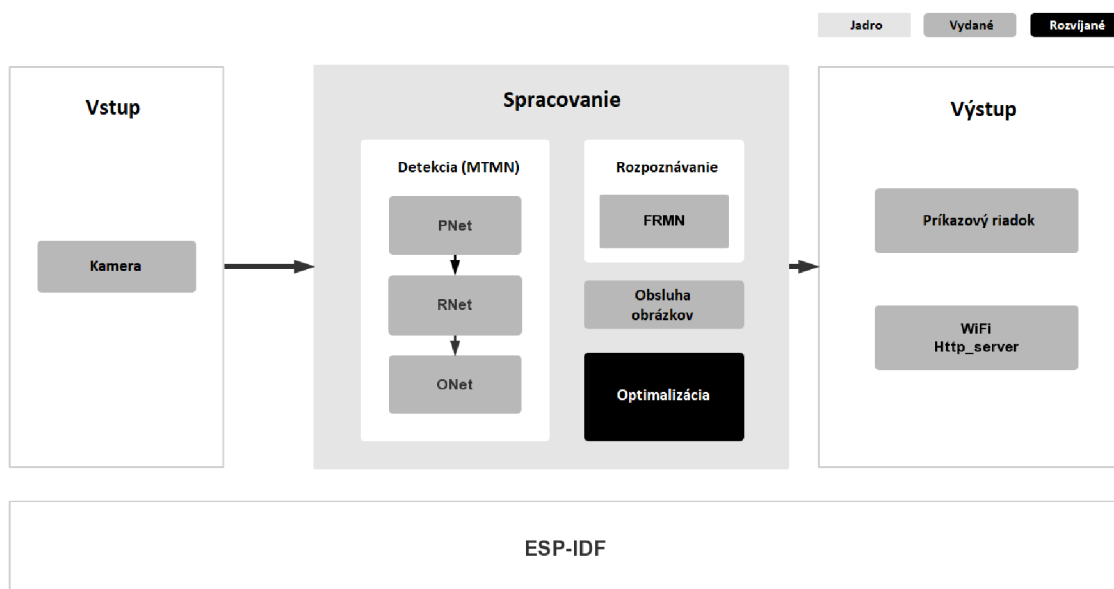 Jadro
Vydané
Rozvíjané
Vstup
Kamera
Spracovanie
Detekcia (MTMN)
PNet
RNet
ONet
Rozpoznávanie
FRMN
Obsluha
obrázkov
Optimalizácia
Výstup
Príkazový riadok
WiFi
Http_server
ESP-IDF